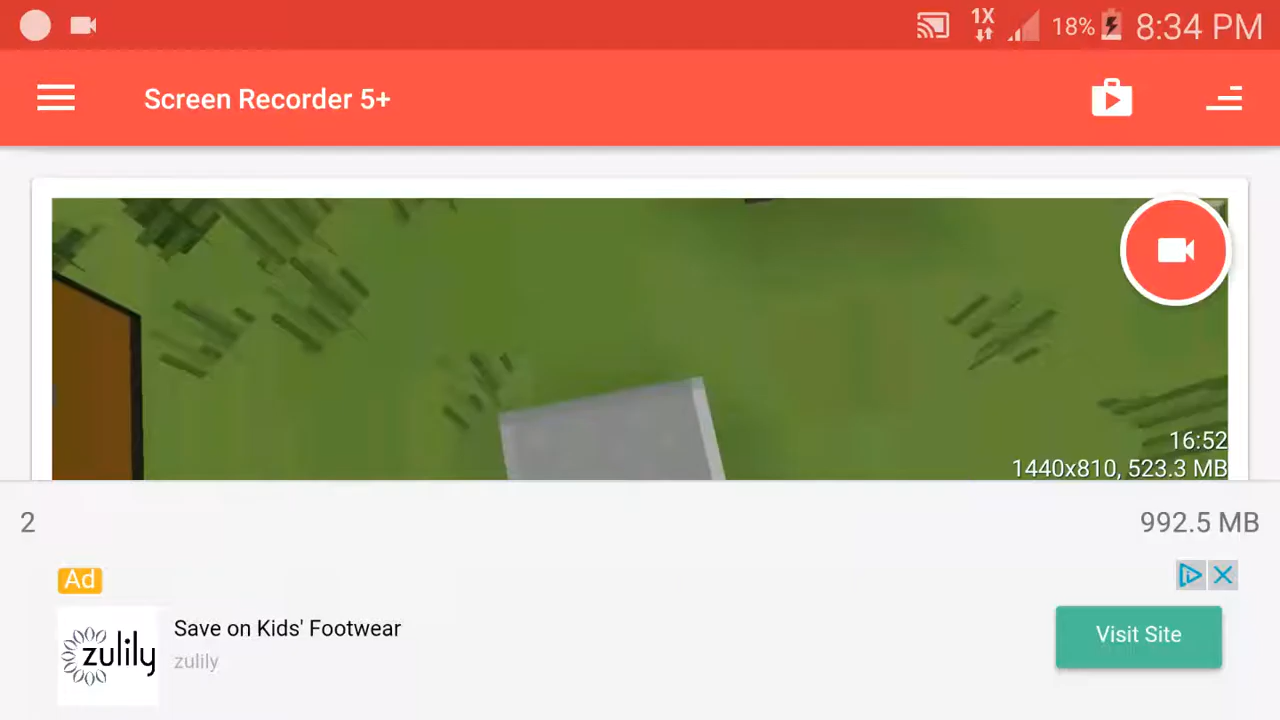 1X
18%
8:34 PM
Screen Recorder 5+
16:52
1440x810, 523.3 MB
2
992.5 MB
Ad
Save on Kids' Footwear
zulily
zulily
Visit Site